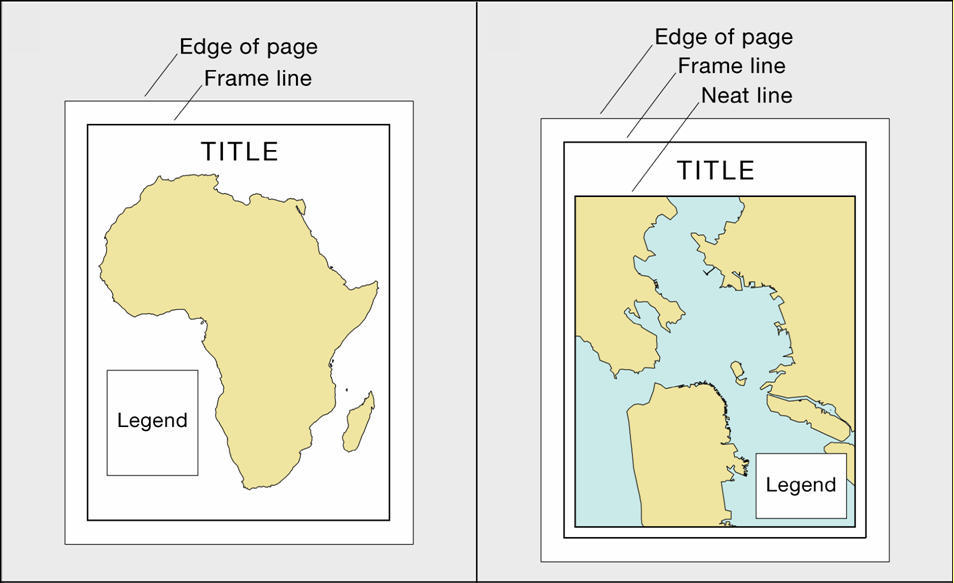 Edge of page
Frame line
TITLE
Legend
Edge of page
Frame line
Neat line
TITLE
Legend